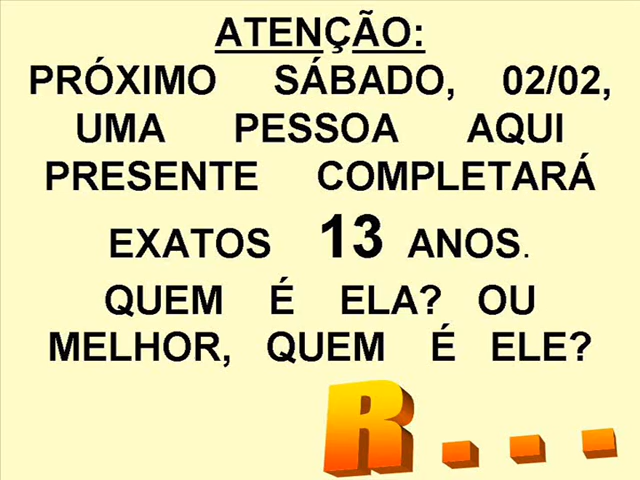 ATENÇÃO:
PRÓXIMO SÁBADO, 02/02,
UMA PESSOA AQUI
PRESENTE COMPLETARÁ
EXATOS 13 ANOS.
QUEM É ELA? OU
MELHOR, QUEM É ELE?
R...